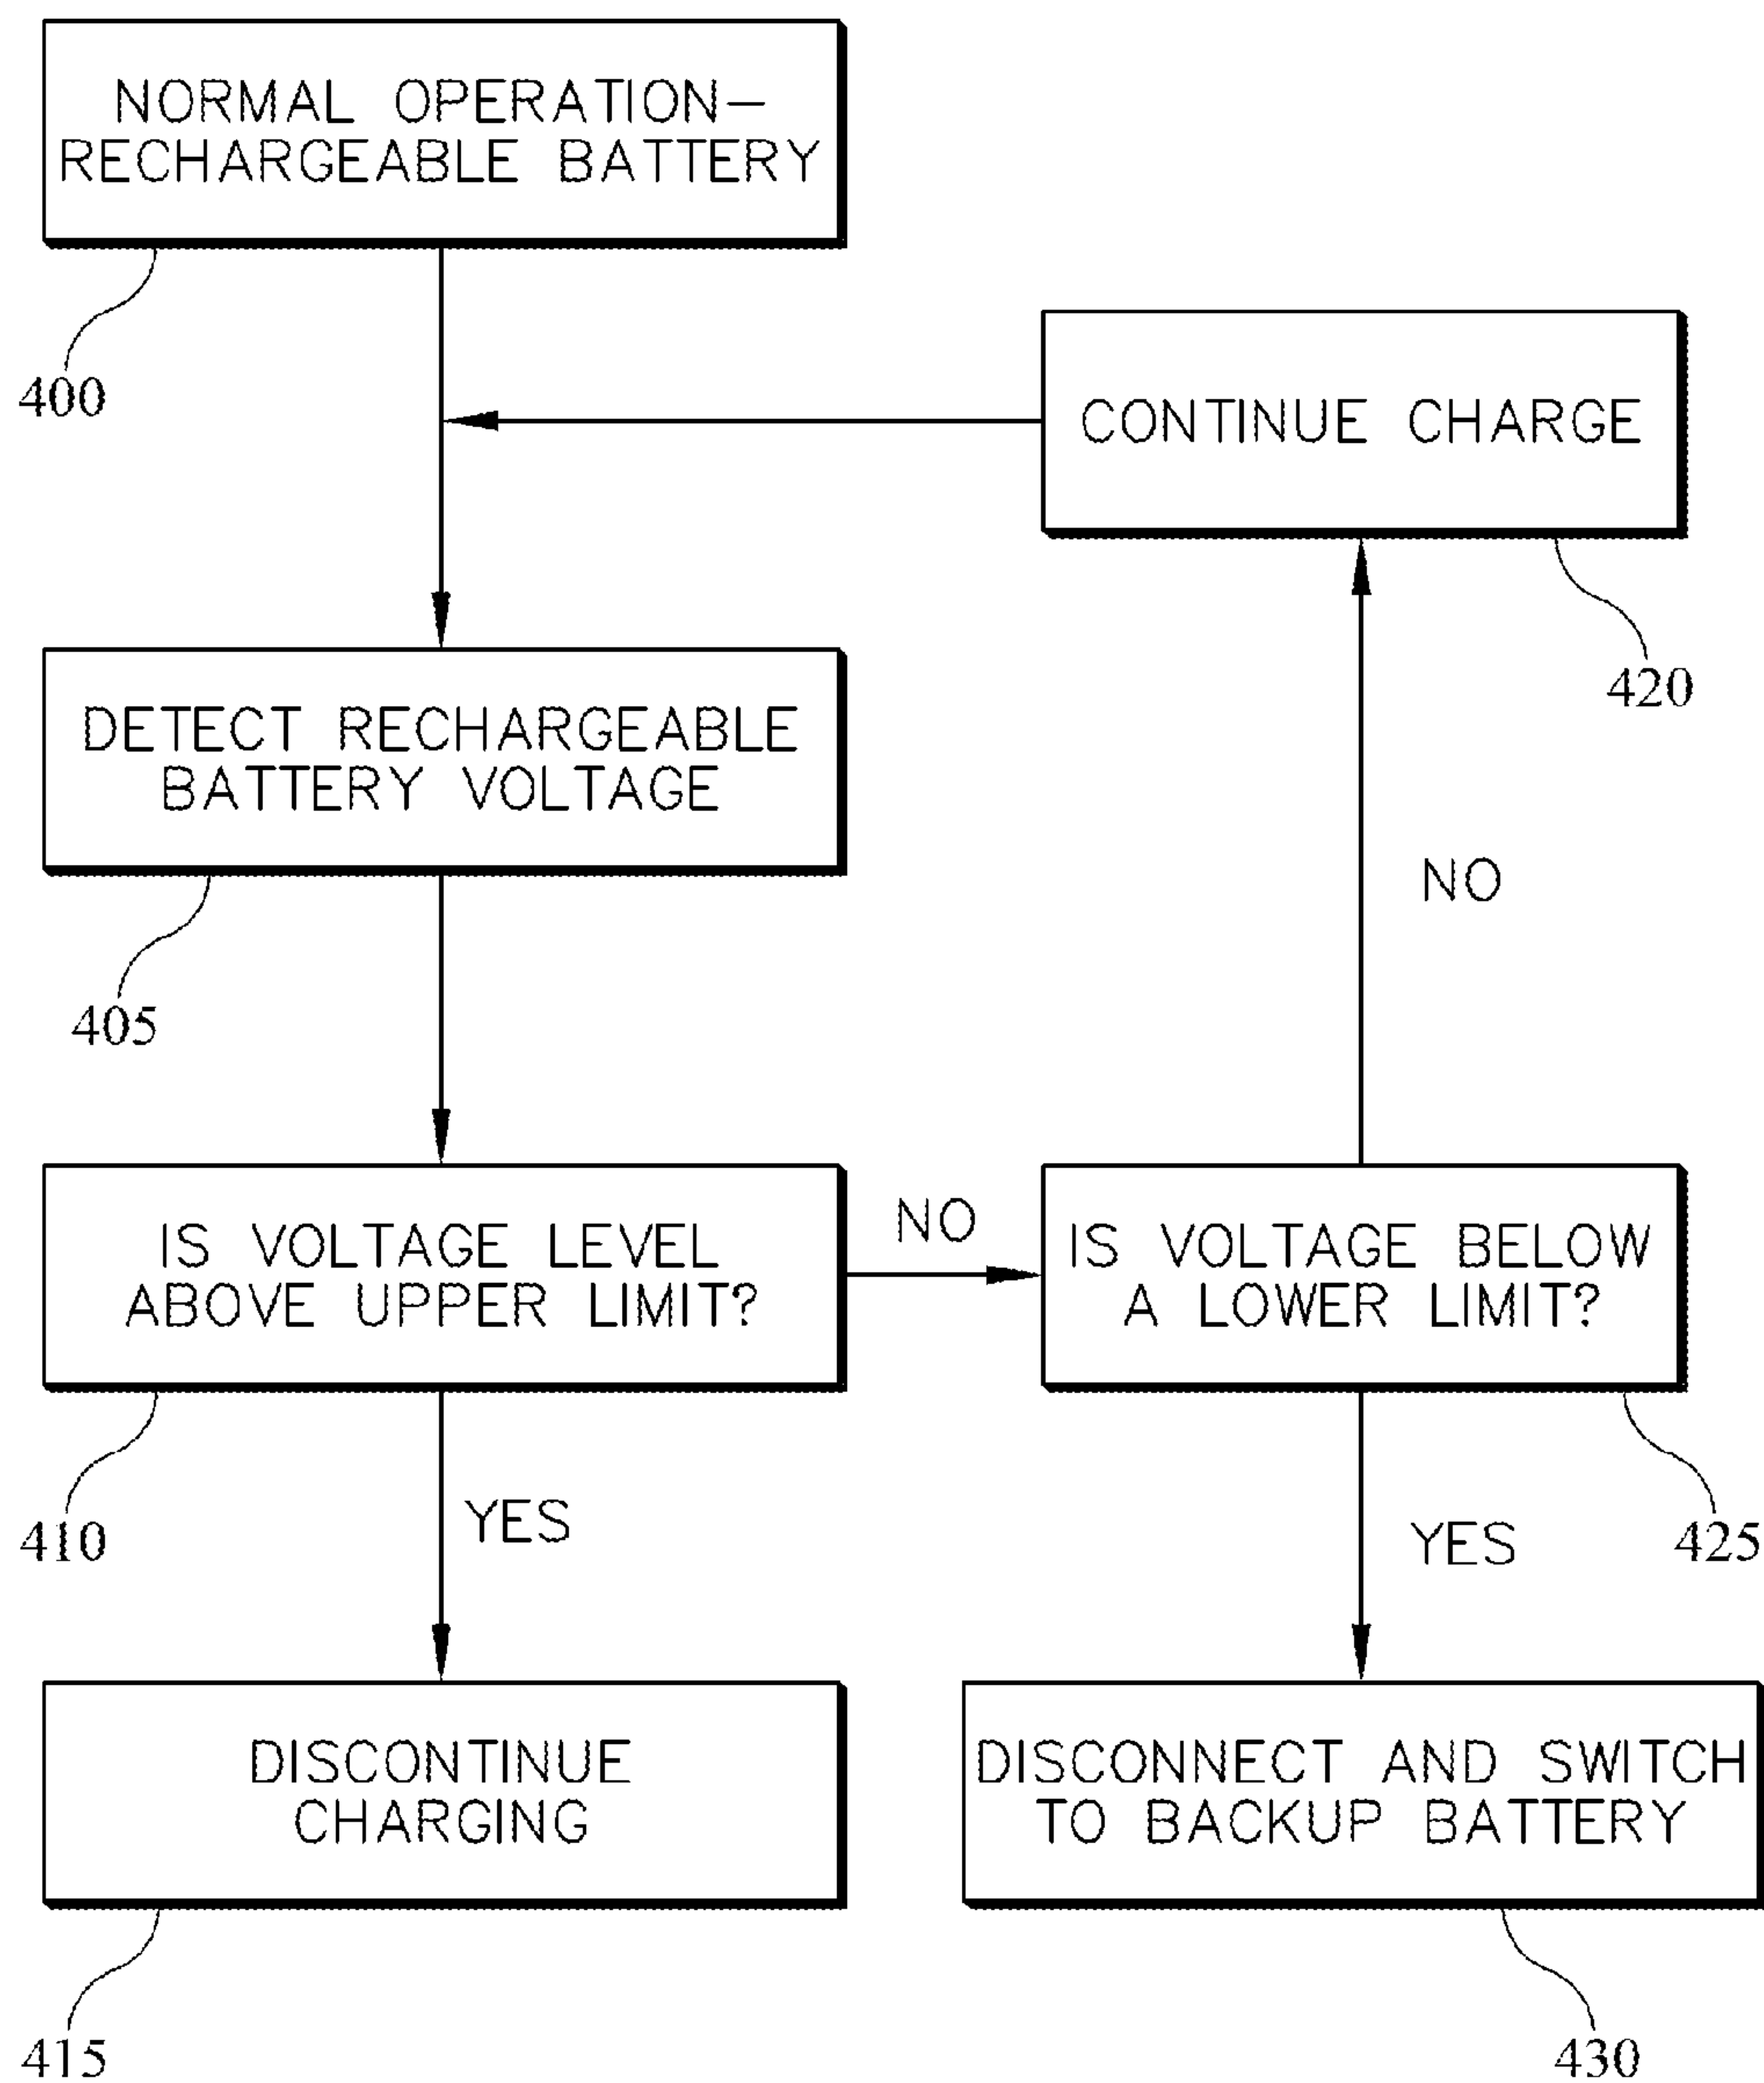 NORMAL OPERATION–
RECHARGEABLE BATTERY
400
CONTINUE CHARGE
420
DETECT RECHARGEABLE
BATTERY VOLTAGE
405
NO
IS VOLTAGE LEVEL
ABOVE UPPER LIMIT?
410
NO
IS VOLTAGE BELOW
A LOWER LIMIT?
425
YES
YES
DISCONTINUE
CHARGING
415
DISCONNECT AND SWITCH
TO BACKUP BATTERY
430